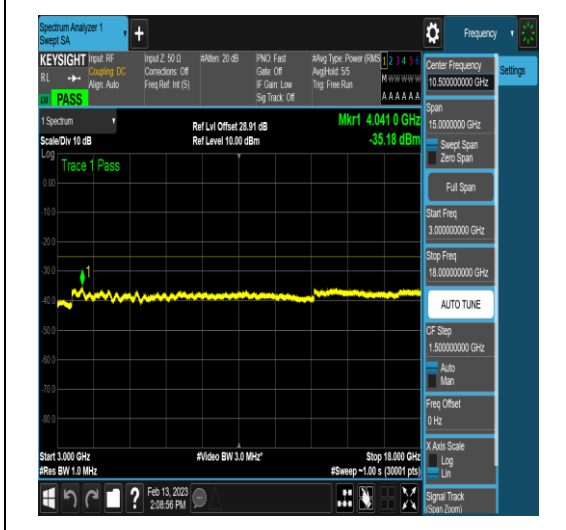 Spectrum Analyzer 1
Swept SA
+
Frequency
KEYSIGHT
RL
PASS
Input: RF
Coupling: DC
Align: Auto
Input Z: 50 Ω
Corrections: Off
Freq Ref: Int (S)
#Atten: 20 dB
PNO: Fast
Gate: Off
IF Gain: Low
Sig Track: Off
#Avg Type: Power (RMS
Avg|Hold: 5/5
Trig: Free Run
1 2 3 4 5 6
M W W W W W
A A A A A A
1 Spectrum
Scale/Div 10 dB
Ref Lvl Offset 28.91 dB
Ref Level 10.00 dBm
Mkr1 4.041 0 GHz
-35.18 dBm
Log
Trace 1 Pass
0.00
-10.0
-20.0
-30.0
1
-40.0
-50.0
-60.0
-70.0
-80.0
Start 3.000 GHz
#Res BW 1.0 MHz
#Video BW 3.0 MHz*
Stop 18.000 GHz
#Sweep ~1.00 s (30001 pts)
Feb 13, 2023
2:08:56 PM
Center Frequency
10.500000000 GHz
Settings
Span
15.0000000 GHz
Swept Span
Zero Span
Full Span
Start Freq
3.000000000 GHz
Stop Freq
18.000000000 GHz
AUTO TUNE
CF Step
1.500000000 GHz
Auto
Man
Freq Offset
0 Hz
X Axis Scale
Log
Lin
Signal Track
(Span Zoom)